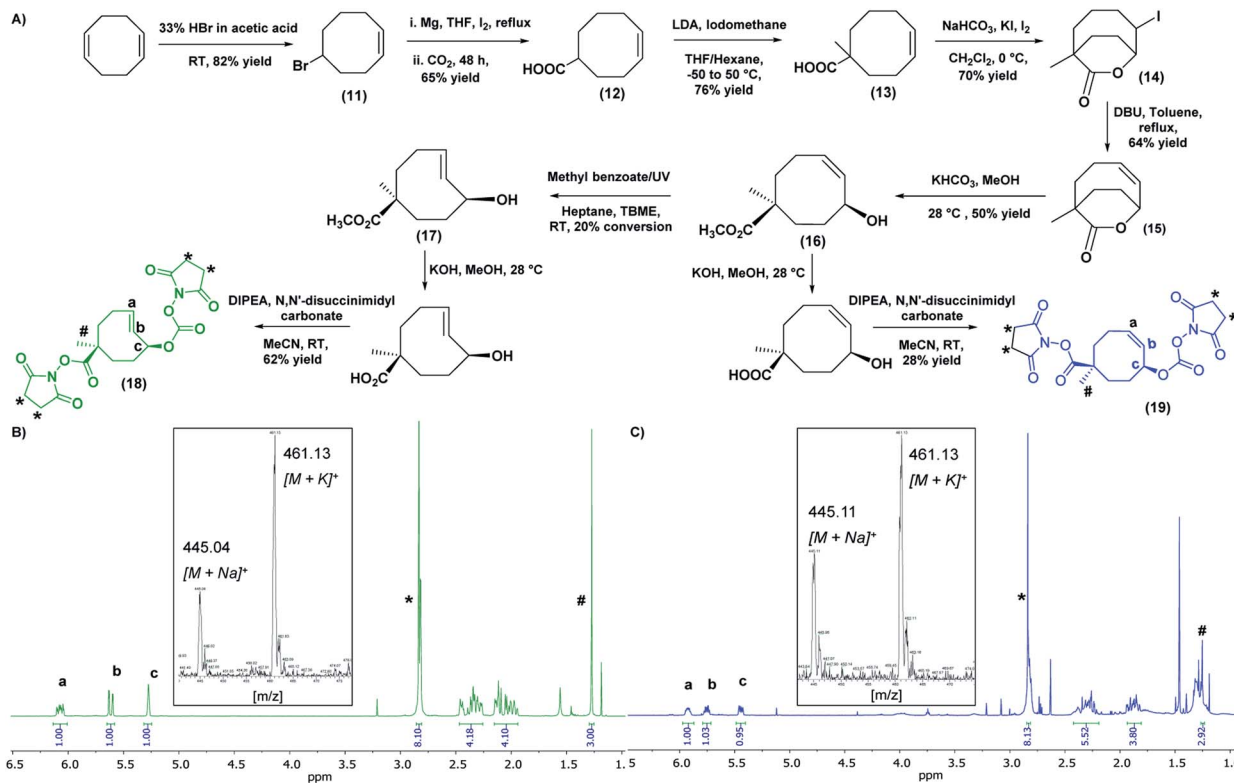 A)
33% HBr in acetic acid
RT, 82% yield
Br
(11)
i. Mg, THF, I2, reflux
ii. CO2, 48 h,
65% yield
HOOC
(12)
LDA, Iodomethane
THF/Hexane,
-50 to 50 °C,
76% yield
HOOC
(13)
NaHCO3, KI, I2
CH2Cl2, 0 °C,
70% yield
I
O
O
(14)
DBU, Toluene,
reflux,
64% yield
O
O
(15)
KHCO3, MeOH
28 °C , 50% yield
H3CO2C
OH
(16)
Methyl benzoate/UV
Heptane, TBME,
RT, 20% conversion
H3CO2C
OH
(17)
KOH, MeOH, 28 °C
HO2C
OH
DIPEA, N,N'-disuccinimidyl
carbonate
MeCN, RT,
62% yield
* * O N O O O O
a
b
c
#
O N O O O * *
(18)
KOH, MeOH, 28 °C
HOOC
OH
DIPEA, N,N'-disuccinimidyl
carbonate
MeCN, RT,
28% yield
* * O N O O O
a
b
c
#
O O O N O O * *
(19)
B)
461.13
[M + K]+
445.04
[M + Na]+
[m/z]
a
b
c
*
#
1.00
1.00
1.00
8.10
4.18
4.10
3.00
6.5 6.0 5.5 5.0 4.5 4.0 3.5 3.0 2.5 2.0 1.5
ppm
C)
461.13
[M + K]+
445.11
[M + Na]+
[m/z]
a
b
c
*
#
1.00
1.03
0.95
8.13
5.52
3.80
2.92
6.0 5.5 5.0 4.5 4.0 3.5 3.0 2.5 2.0 1.5 1.0
ppm